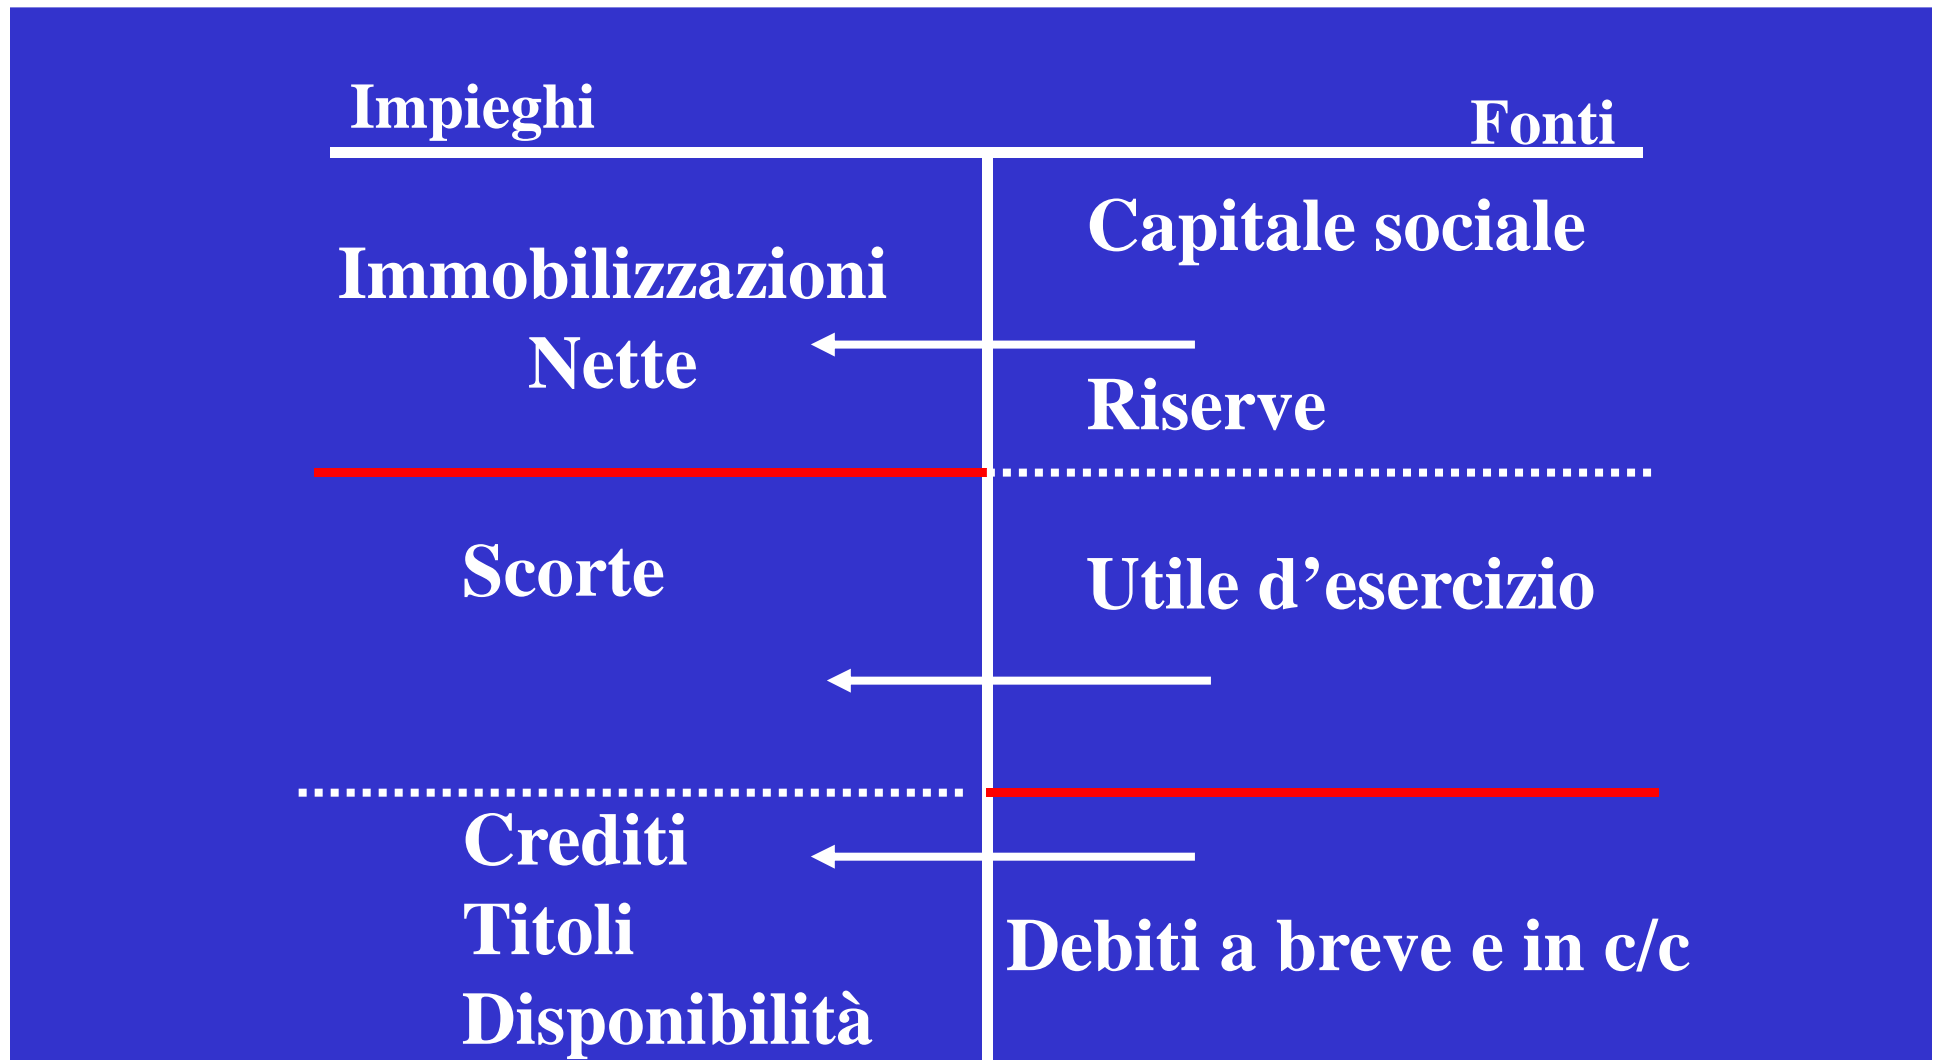 Impieghi
Fonti
Immobilizzazioni
Nette
Scorte
Crediti
Titoli
Disponibilità
Capitale sociale
Riserve
Utile d’esercizio
Debiti a breve e in c/c